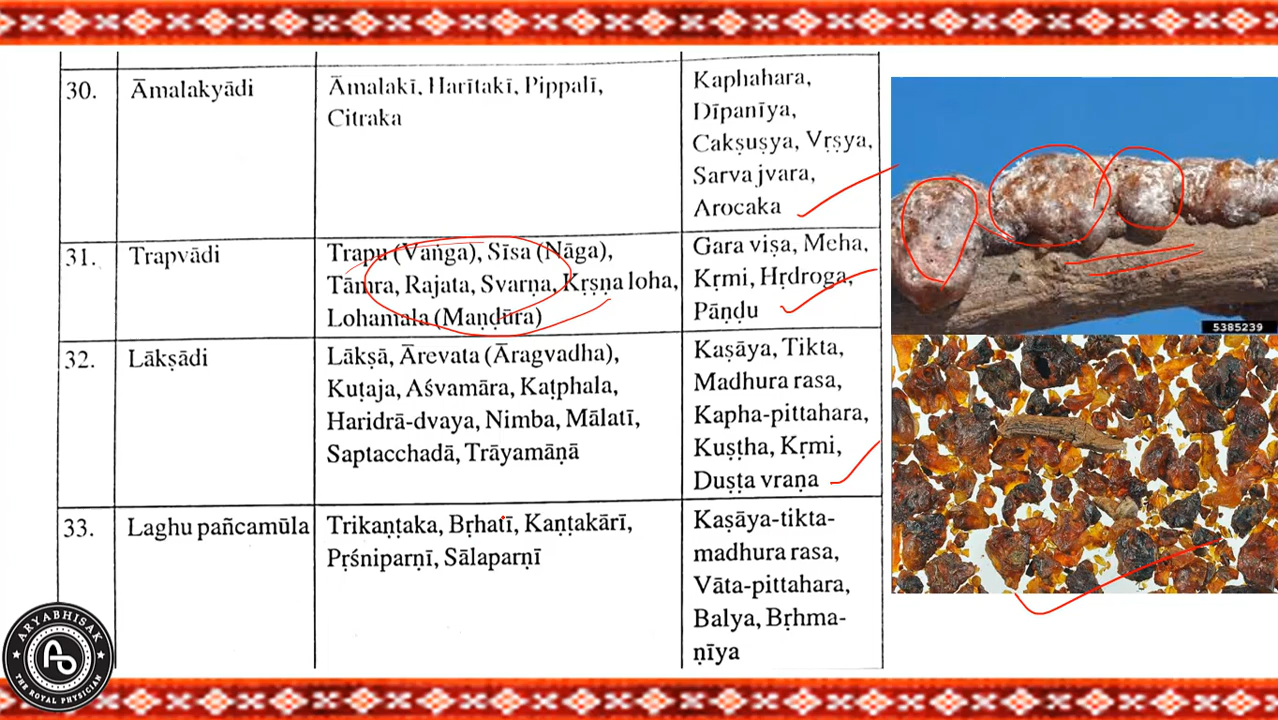 30. Āmalakyādi Āmalakī, Harītakī, Pippalī, Kaphahara,
Citraka Dīpanīya,
Cakṣuṣya, Vṛṣya,
Sarva jvara,
Arocaka
31. Trapvādi Trapu (Vaṅga), Sīsa (Nāga), Gara viṣa, Meha,
Tāmra, Rajata, Svarṇa, Kṛṣṇa loha, Kṛmi, Hṛdroga,
Lohamala (Maṇḍūra) Pāṇḍu
32. Lākṣādi Lākṣā, Ārevata (Āragvadha), Kaṣāya, Tikta,
Kuṭaja, Aśvamāra, Kaṭphala, Madhura rasa,
Haridrā-dvaya, Nimba, Mālatī, Kapha-pittahara,
Saptacchadā, Trāyamāṇā Kuṣṭha, Kṛmi,
Duṣṭa vraṇa
33. Laghu pañcamūla Trikaṇṭaka, Bṛhatī, Kaṇṭakārī, Kaṣāya-tikta-
Pṛśniparṇī, Sālaparṇī madhura rasa,
Vāta-pittahara,
Balya, Bṛhma-
ṇīya
5385239
ARYABHISAK
THE ROYAL PHYSICIAN